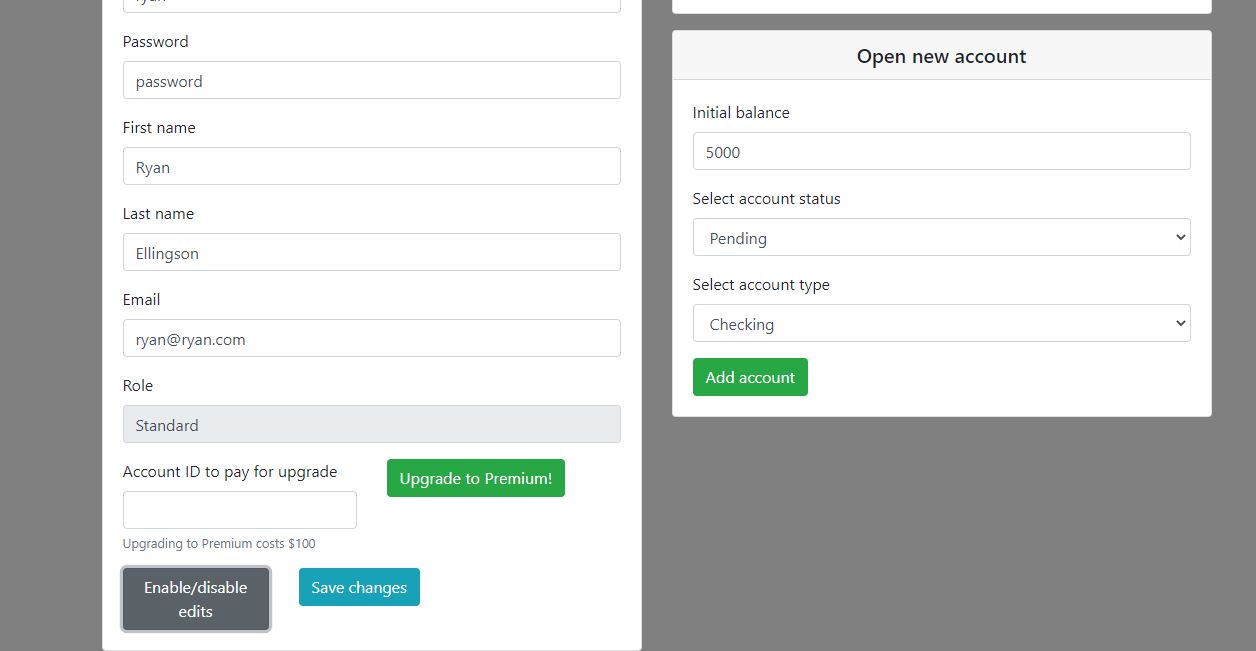 Password
password
First name
Ryan
Last name
Ellingson
Email
ryan@ryan.com
Role
Standard
Account ID to pay for upgrade
Upgrade to Premium!
Upgrading to Premium costs $100
Enable/disable
edits
Save changes
Open new account
Initial balance
5000
Select account status
Pending
Select account type
Checking
Add account